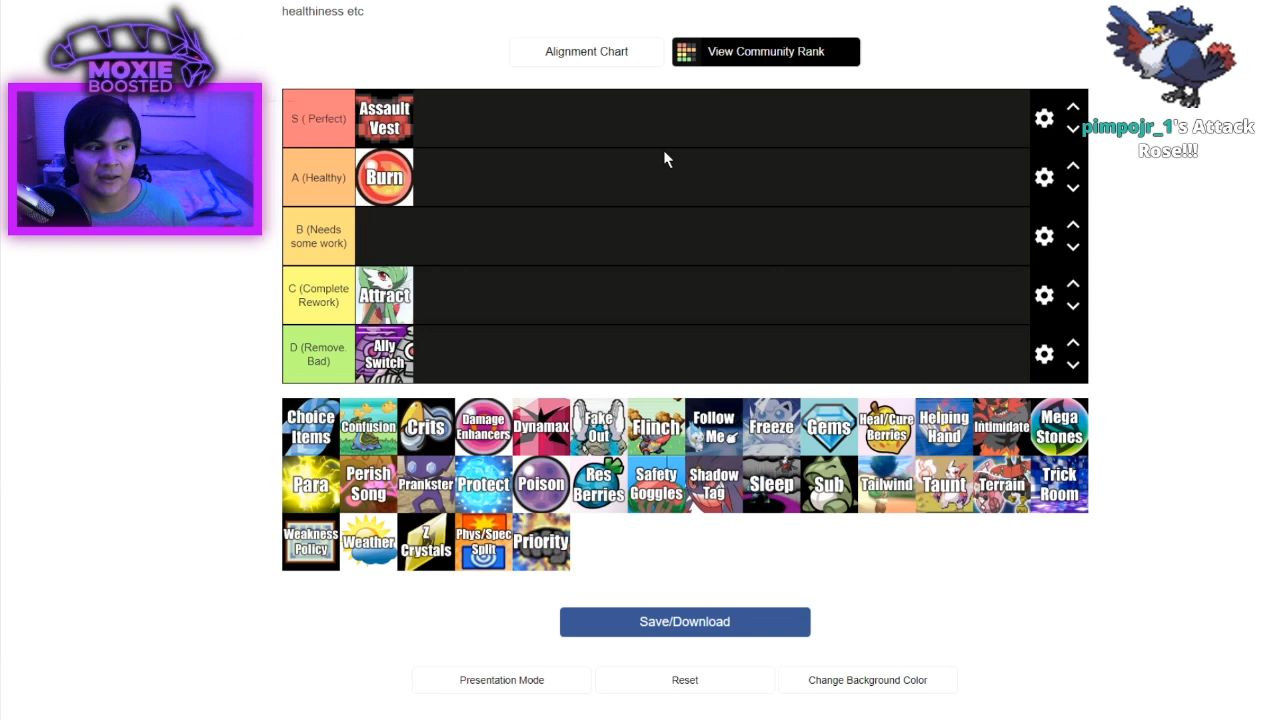 healthiness etc
Alignment Chart
View Community Rank
MOXIE
BOOSTED
pimpojr_1's Attack
Rose!!!
S ( Perfect)
Assault
Vest
A (Healthy)
Burn
B (Needs
some work)
C (Complete
Rework)
Attract
D (Remove.
Bad)
Ally
Switch
Choice
Items
Confusion
Crits
Damage
Enhancers
Dynamax
Fake
Out
Flinch
Follow
Me
Freeze
Gems
Heal/Cure
Berries
Helping
Hand
Intimidate
Mega
Stones
Para
Perish
Song
Prankster
Protect
Poison
Res
Berries
Safety
Goggles
Shadow
Tag
Sleep
Sub
Tailwind
Taunt
Terrain
Trick
Room
Weakness
Policy
Weather
Z
Crystals
Phys/Spec
Split
Priority
Save/Download
Presentation Mode
Reset
Change Background Color